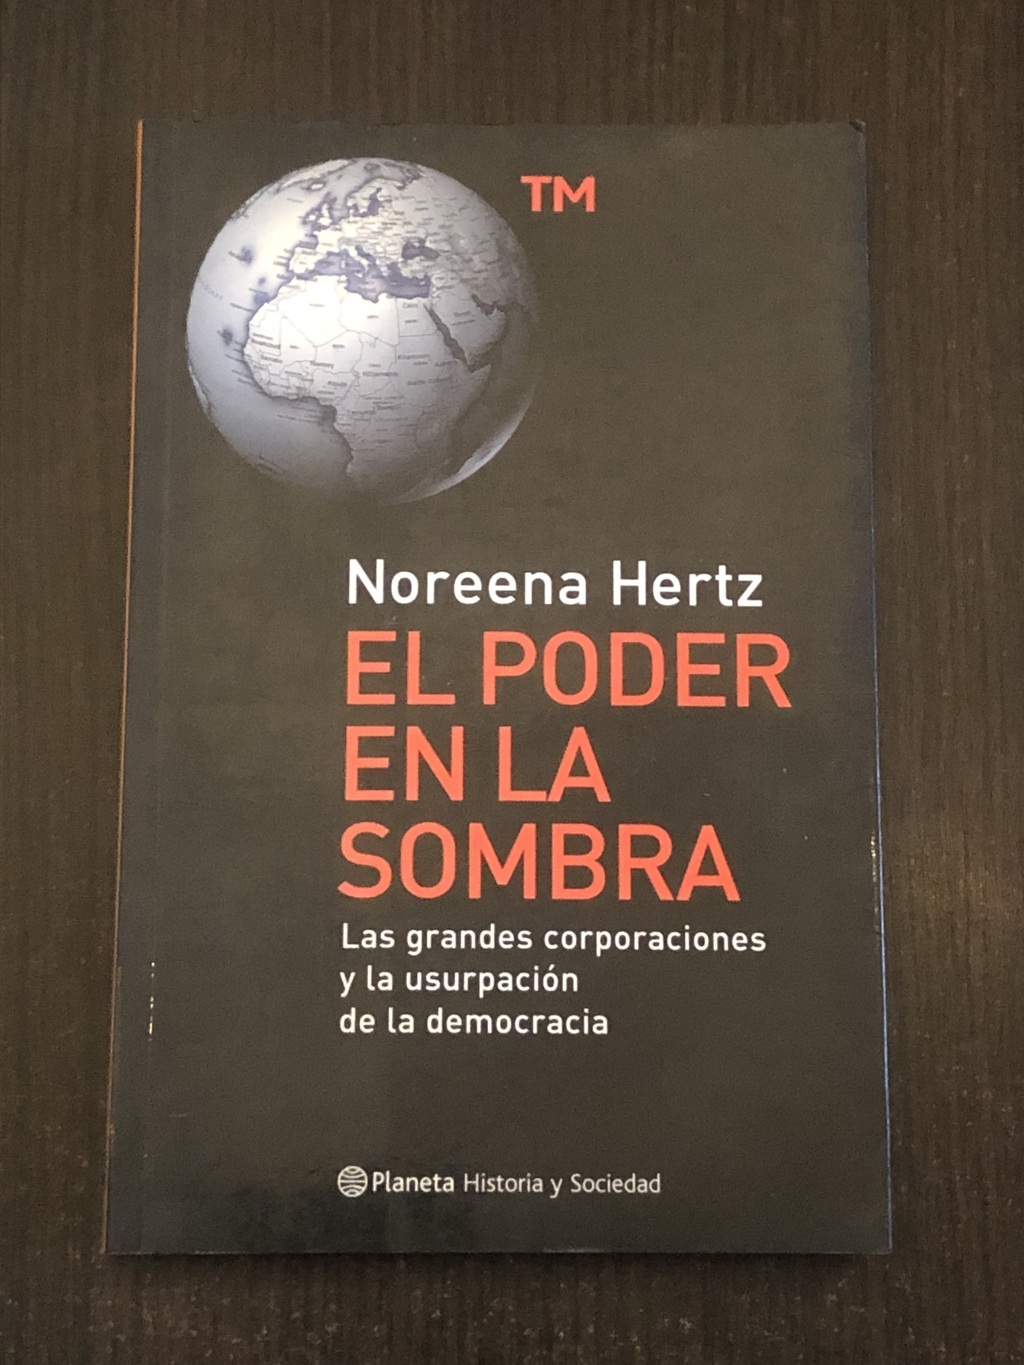 TM
Noreena Hertz
EL PODER
EN LA
SOMBRA
Las grandes corporaciones
y la usurpación
de la democracia
Planeta Historia y Sociedad